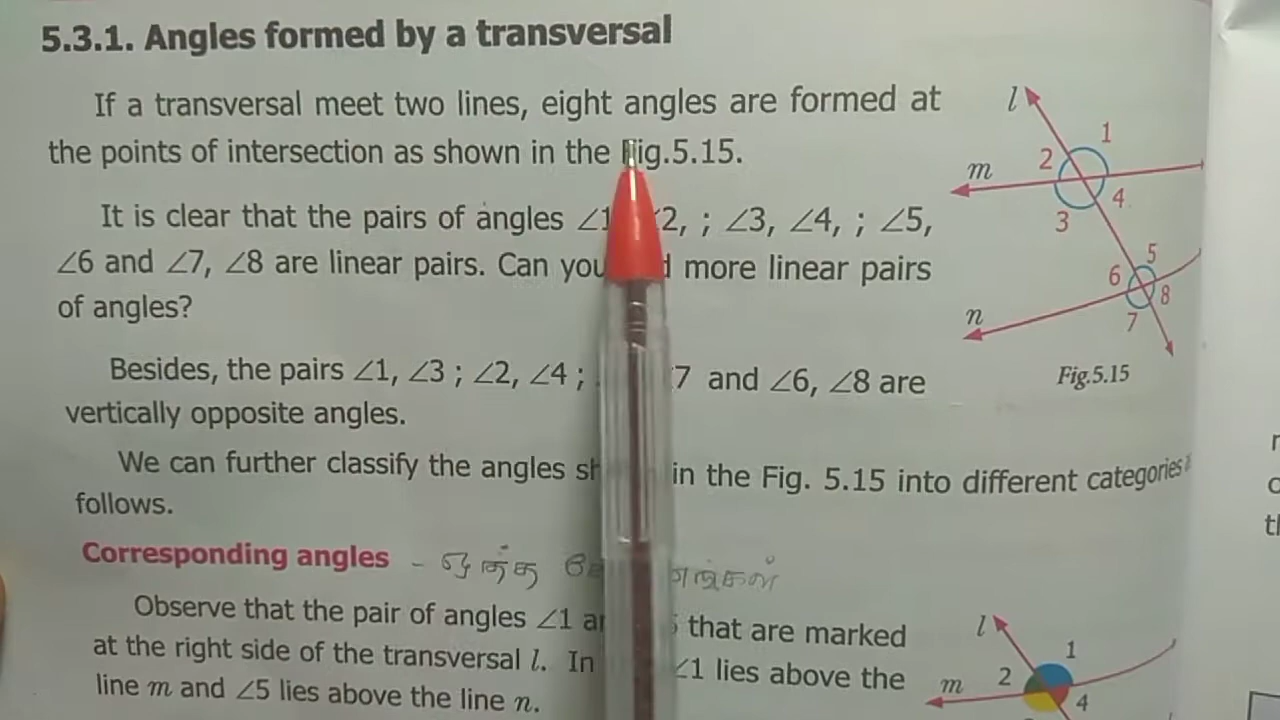 5.3.1. Angles formed by a transversal
If a transversal meet two lines, eight angles are formed at
the points of intersection as shown in the Fig.5.15.
It is clear that the pairs of angles ∠1 2, ; ∠3, ∠4, ; ∠5,
∠6 and ∠7, ∠8 are linear pairs. Can you more linear pairs
of angles?
Besides, the pairs ∠1, ∠3 ; ∠2, ∠4 ; 7 and ∠6, ∠8 are
vertically opposite angles.
We can further classify the angles in the Fig. 5.15 into different categories
follows.
Corresponding angles - ஒத்த
Observe that the pair of angles ∠1 that are marked
at the right side of the transversal l. In ∠1 lies above the
line m and ∠5 lies above the line n.
l
1
2
m
4
3
5
6
8
n
7
Fig.5.15
l
1
2
m
4